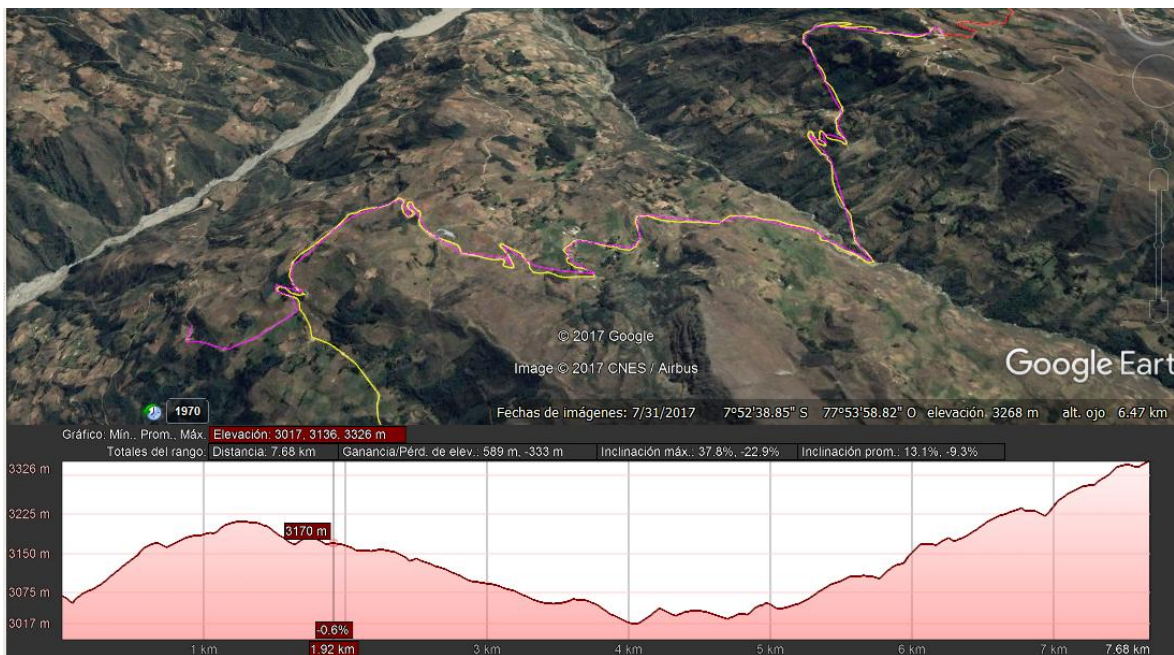 © 2017 Google
Image © 2017 CNES / Airbus
Google Eart
1970
Fechas de imágenes: 7/31/2017 7°52'38.85" S 77°53'58.82" O elevación 3268 m alt. ojo 6.47 km
Gráfico: Mín., Prom., Máx. Elevación: 3017, 3136, 3326 m
Totales del rango: Distancia: 7.68 km Ganancia/Pérd. de elev.: 589 m, -333 m Inclinación máx.: 37.8%, -22.9% Inclinación prom.: 13.1%, -9.3%
3326 m
3225 m
3170 m
3150 m
3075 m
3017 m
-0.6%
1 km 1.92 km 3 km 4 km 5 km 6 km 7 km 7.68 km